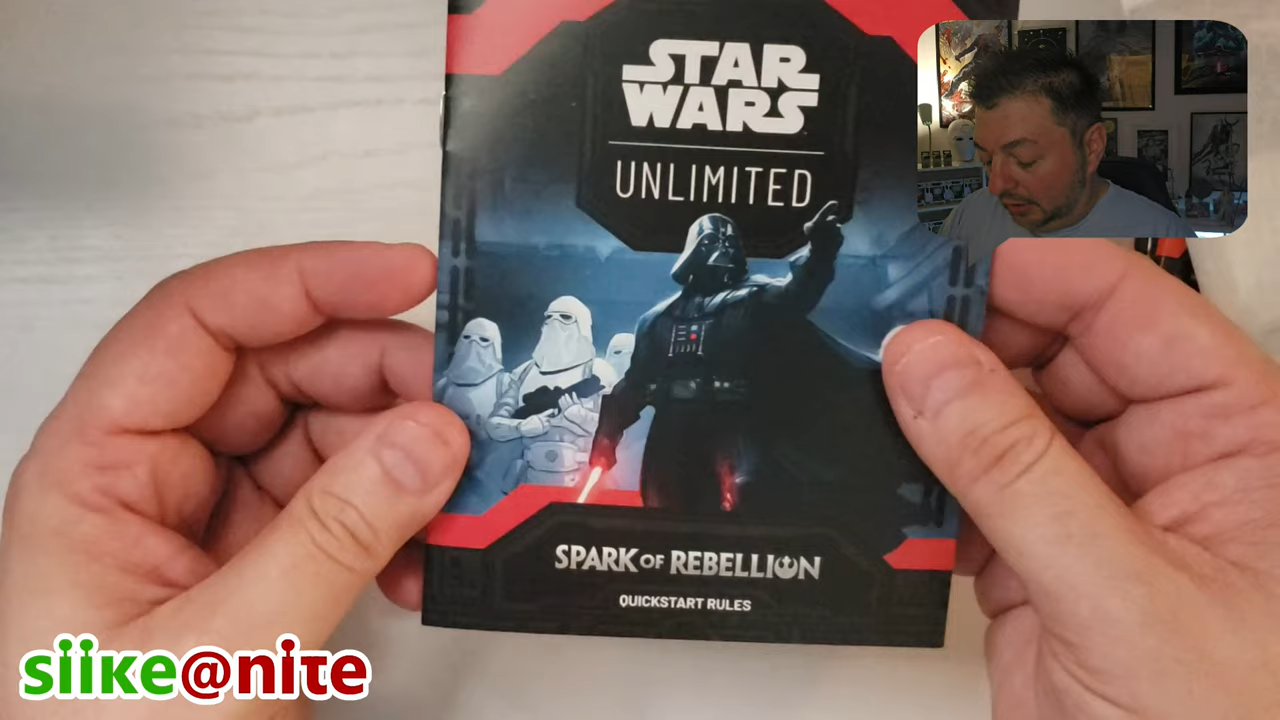 STAR
WARS
UNLIMITED
SPARK OF REBELLION
QUICKSTART RULES
siike@nite